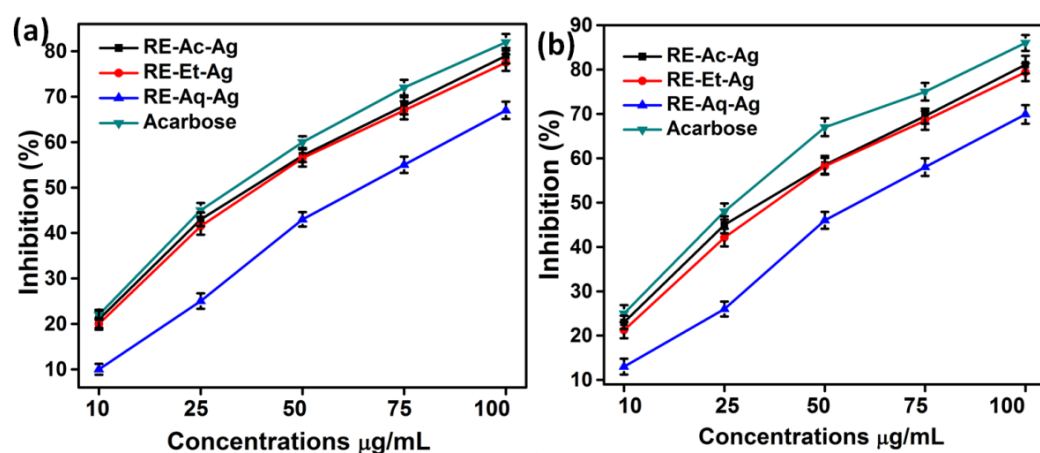 (a)
RE-Ac-Ag
RE-Et-Ag
RE-Aq-Ag
Acarbose
Inhibition (%)
80
70
60
50
40
30
20
10
10 25 50 75 100
Concentrations μg/mL
(b)
RE-Ac-Ag
RE-Et-Ag
RE-Aq-Ag
Acarbose
Inhibition (%)
90
80
70
60
50
40
30
20
10
10 25 50 75 100
Concentrations μg/mL